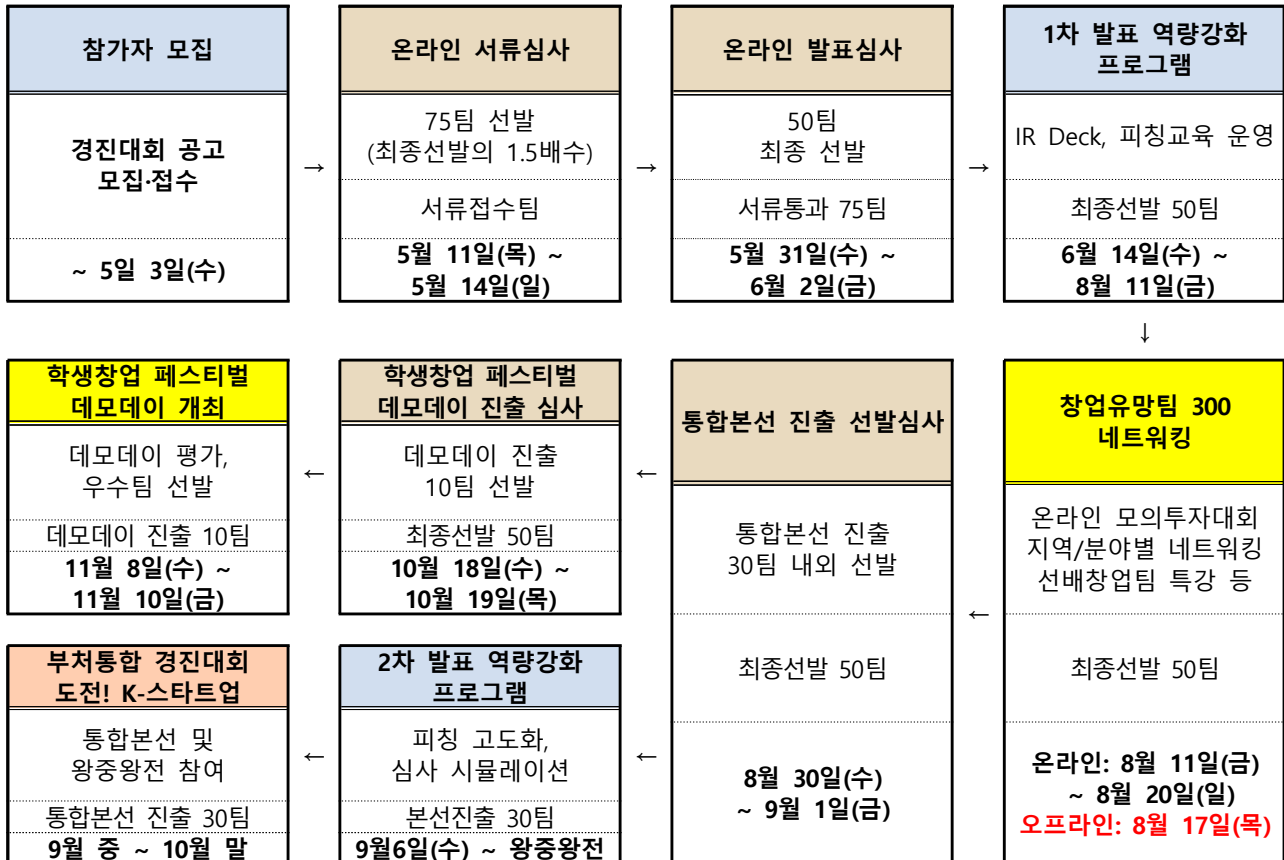 참가자 모집
경진대회 공고
모집·접수
~ 5일 3일(수)
→
온라인 서류심사
75팀 선발
(최종선발의 1.5배수)
서류접수팀
5월 11일(목) ~
5월 14일(일)
→
온라인 발표심사
50팀
최종 선발
서류통과 75팀
5월 31일(수) ~
6월 2일(금)
→
1차 발표 역량강화
프로그램
IR Deck, 피칭교육 운영
최종선발 50팀
6월 14일(수) ~
8월 11일(금)
↓
창업유망팀 300
네트워킹
온라인 모의투자대회
지역/분야별 네트워킹
선배창업팀 특강 등
최종선발 50팀
온라인: 8월 11일(금)
~ 8월 20일(일)
오프라인: 8월 17일(목)
←
통합본선 진출 선발심사
통합본선 진출
30팀 내외 선발
최종선발 50팀
8월 30일(수)
~ 9월 1일(금)
←
학생창업 페스티벌
데모데이 진출 심사
데모데이 진출
10팀 선발
최종선발 50팀
10월 18일(수) ~
10월 19일(목)
←
학생창업 페스티벌
데모데이 개최
데모데이 평가,
우수팀 선발
데모데이 진출 10팀
11월 8일(수) ~
11월 10일(금)
←
2차 발표 역량강화
프로그램
피칭 고도화,
심사 시뮬레이션
본선진출 30팀
9월6일(수) ~ 왕중왕전
←
부처통합 경진대회
도전! K-스타트업
통합본선 및
왕중왕전 참여
통합본선 진출 30팀
9월 중 ~ 10월 말